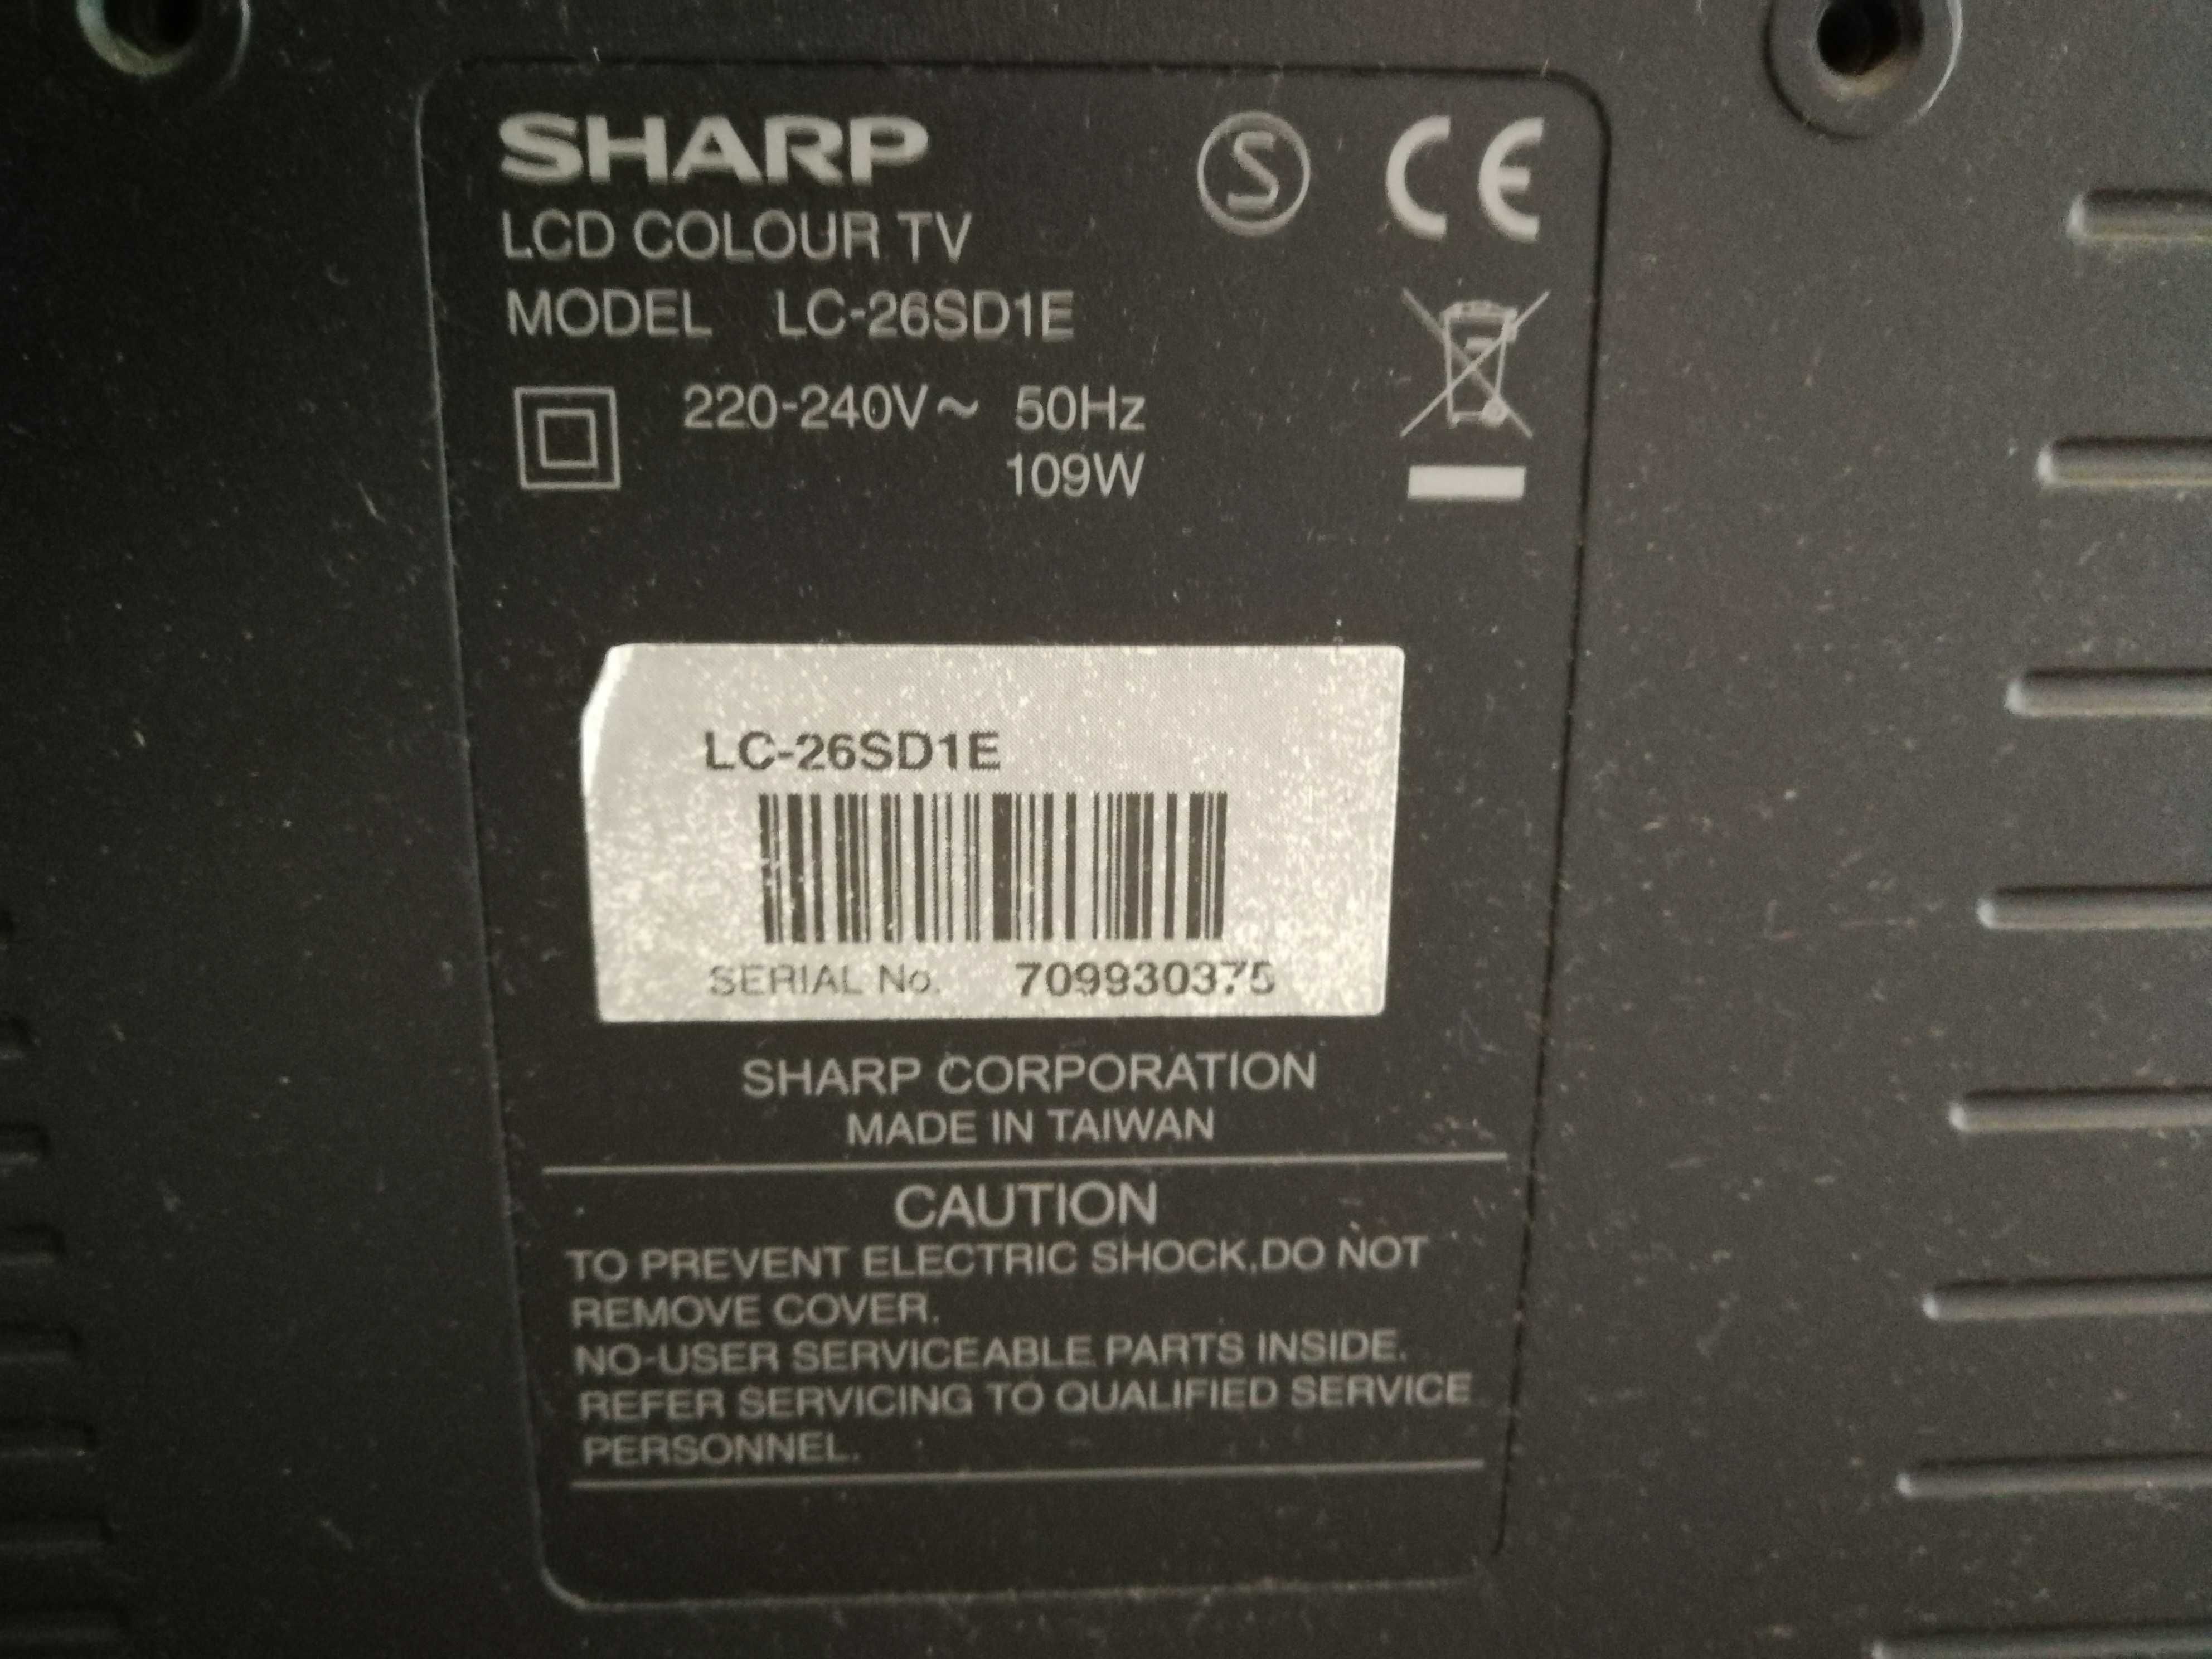 SHARP
LCD COLOUR TV
MODEL LC-26SD1E
220-240V~ 50Hz
109W
S
CE
LC-26SD1E
SERIAL No. 709930375
SHARP CORPORATION
MADE IN TAIWAN
CAUTION
TO PREVENT ELECTRIC SHOCK,DO NOT
REMOVE COVER.
NO-USER SERVICEABLE PARTS INSIDE.
REFER SERVICING TO QUALIFIED SERVICE
PERSONNEL.